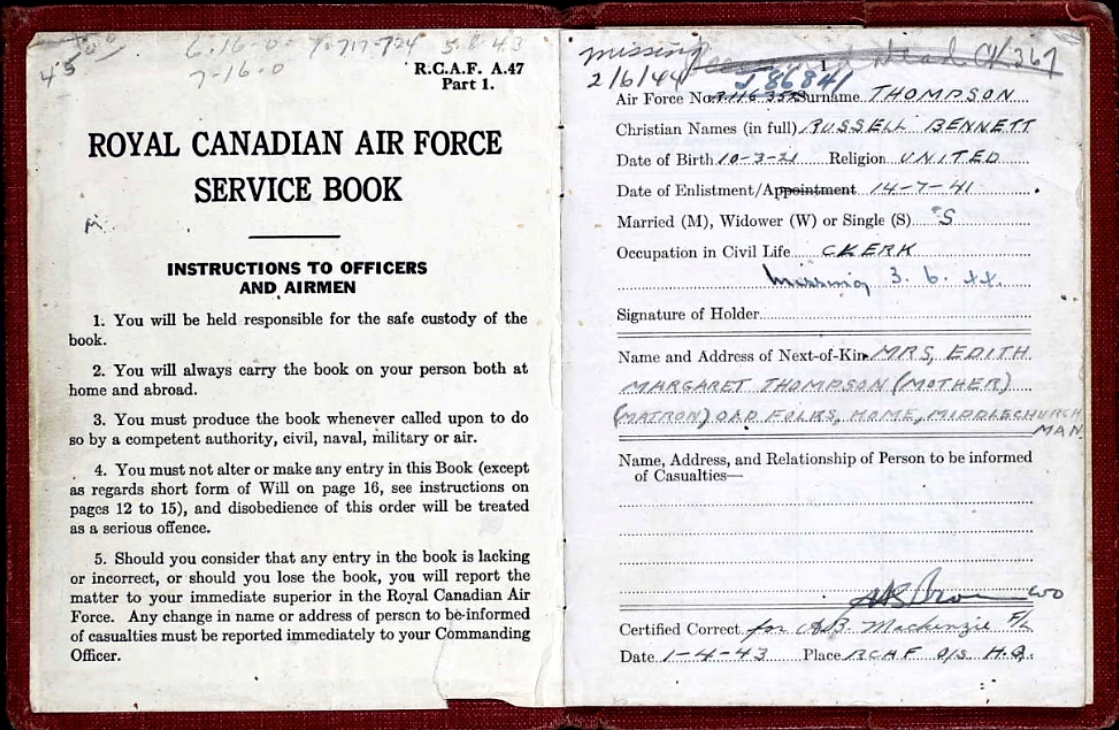 6-16-0 7-717-724 5-8-43
45
7-16-0
R.C.A.F. A.47
Part 1.
ROYAL CANADIAN AIR FORCE
SERVICE BOOK
INSTRUCTIONS TO OFFICERS
AND AIRMEN
1. You will be held responsible for the safe custody of the
book.
2. You will always carry the book on your person both at
home and abroad.
3. You must produce the book whenever called upon to do
so by a competent authority, civil, naval, military or air.
4. You must not alter or make any entry in this Book (except
as regards short form of Will on page 16, see instructions on
pages 12 to 15), and disobedience of this order will be treated
as a serious offence.
5. Should you consider that any entry in the book is lacking
or incorrect, or should you lose the book, you will report the
matter to your immediate superior in the Royal Canadian Air
Force. Any change in name or address of person to be informed
of casualties must be reported immediately to your Commanding
Officer.
missing Dead
2/6/44
1
J 86841
Air Force No. Surname THOMPSON
Christian Names (in full) RUSSELL BENNETT
Date of Birth 10-3-21 Religion UNITED
Date of Enlistment/Appointment 14-7-41
Married (M), Widower (W) or Single (S) S
Occupation in Civil Life CKERK
missing 3.6.44.
Signature of Holder
Name and Address of Next-of-Kin MRS, EDITH
MARGARET THOMPSON (MOTHER)
(MATRON) OLD FOLKS, HOME, MIDDLECHURCH
MAN.
Name, Address, and Relationship of Person to be informed
of Casualties—
WO
Certified Correct for A.B. Mackenzie F/L
Date 1-4-43 Place RCAF O/S H.Q.